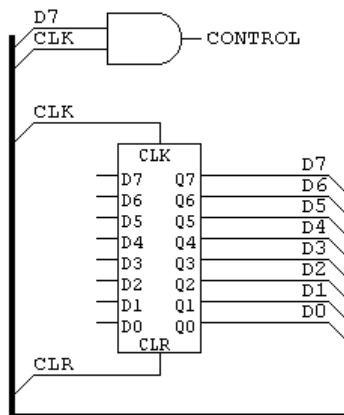 D7
CLK
CONTROL
CLK
CLK
D7 Q7 D7
D6 Q6 D6
D5 Q5 D5
D4 Q4 D4
D3 Q3 D3
D2 Q2 D2
D1 Q1 D1
D0 Q0 D0
CLR
CLR